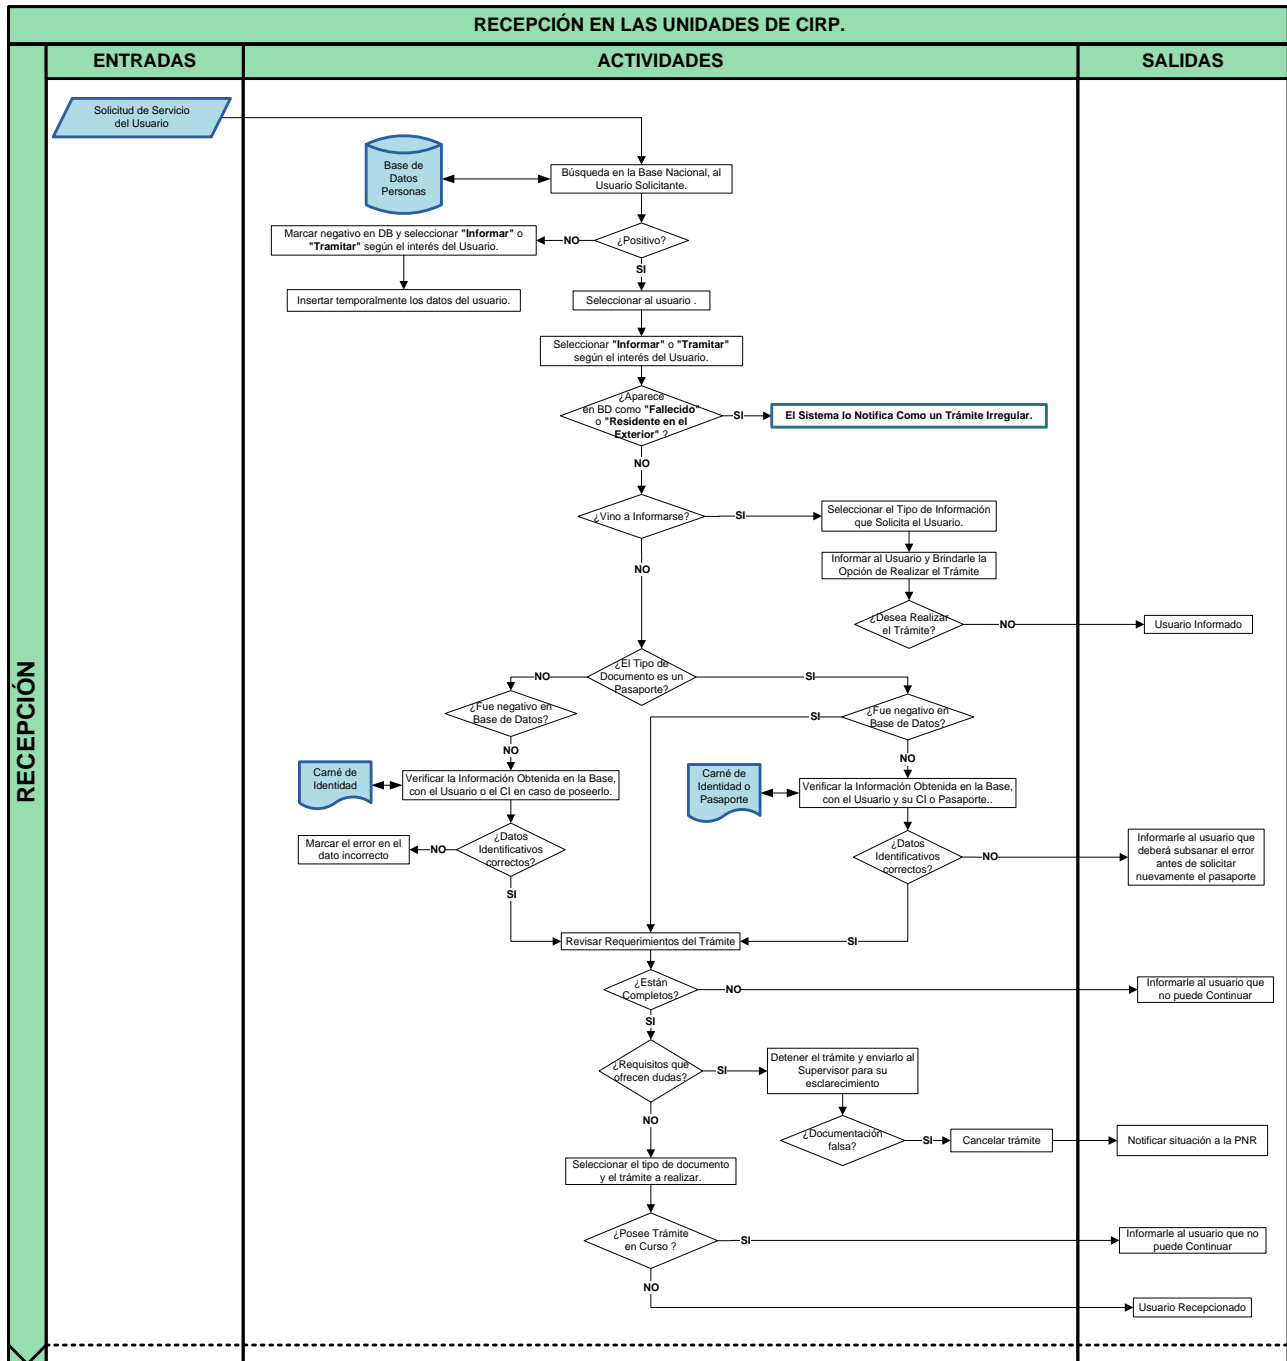 RECEPCIÓN EN LAS UNIDADES DE CIRP.
ENTRADAS
ACTIVIDADES
SALIDAS
RECEPCIÓN
Solicitud de Servicio
del Usuario
Base de
Datos
Personas
Búsqueda en la Base Nacional, al
Usuario Solicitante.
Marcar negativo en DB y seleccionar "Informar" o
"Tramitar" según el interés del Usuario.
NO
¿Positivo?
SI
Insertar temporalmente los datos del usuario.
Seleccionar al usuario .
Seleccionar "Informar" o "Tramitar"
según el interés del Usuario.
¿Aparece
en BD como "Fallecido"
o "Residente en el
Exterior" ?
SI
El Sistema lo Notifica Como un Trámite Irregular.
NO
¿Vino a Informarse?
SI
Seleccionar el Tipo de Información
que Solicita el Usuario.
Informar al Usuario y Brindarle la
Opción de Realizar el Trámite
NO
¿Desea Realizar
el Trámite?
NO
Usuario Informado
¿El Tipo de
Documento es un
Pasaporte?
NO
SI
¿Fue negativo en
Base de Datos?
SI
¿Fue negativo en
Base de Datos?
NO
NO
Carné de
Identidad
Verificar la Información Obtenida en la Base,
con el Usuario o el CI en caso de poseerlo.
Carné de
Identidad o
Pasaporte
Verificar la Información Obtenida en la Base,
con el Usuario y su CI o Pasaporte..
Marcar el error en el
dato incorrecto
NO
¿Datos
Identificativos
correctos?
¿Datos
Identificativos
correctos?
NO
Informarle al usuario que
deberá subsanar el error
antes de solicitar
nuevamente el pasaporte
SI
Revisar Requerimientos del Trámite
SI
¿Están
Completos?
NO
Informarle al usuario que
no puede Continuar
SI
¿Requisitos que
ofrecen dudas?
SI
Detener el trámite y enviarlo al
Supervisor para su
esclarecimiento
NO
¿Documentación
falsa?
SI
Cancelar trámite
Notificar situación a la PNR
Seleccionar el tipo de documento
y el trámite a realizar.
¿Posee Trámite
en Curso ?
SI
Informarle al usuario que no
puede Continuar
NO
Usuario Recepcionado